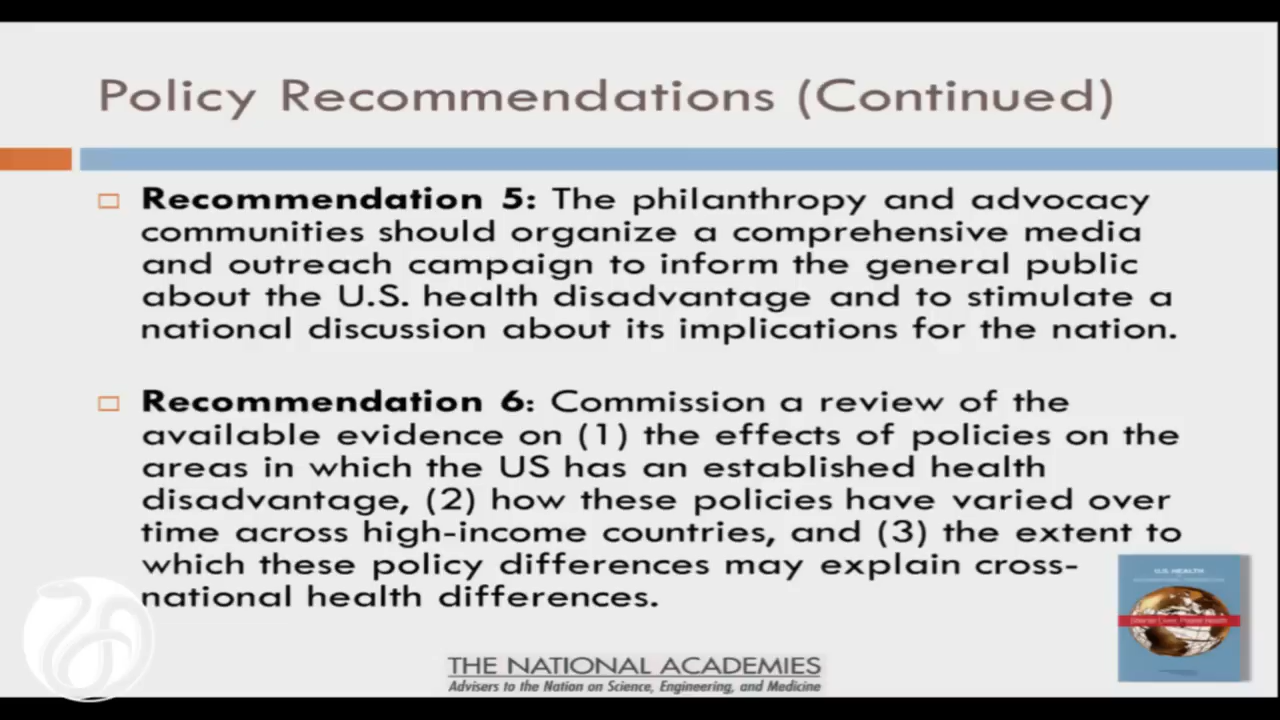 Policy Recommendations (Continued)
Recommendation 5: The philanthropy and advocacy
communities should organize a comprehensive media
and outreach campaign to inform the general public
about the U.S. health disadvantage and to stimulate a
national discussion about its implications for the nation.
Recommendation 6: Commission a review of the
available evidence on (1) the effects of policies on the
areas in which the US has an established health
disadvantage, (2) how these policies have varied over
time across high-income countries, and (3) the extent to
which these policy differences may explain cross-
national health differences.
U.S. HEALTH
Shorter Lives, Poorer Health
THE NATIONAL ACADEMIES
Advisers to the Nation on Science, Engineering, and Medicine